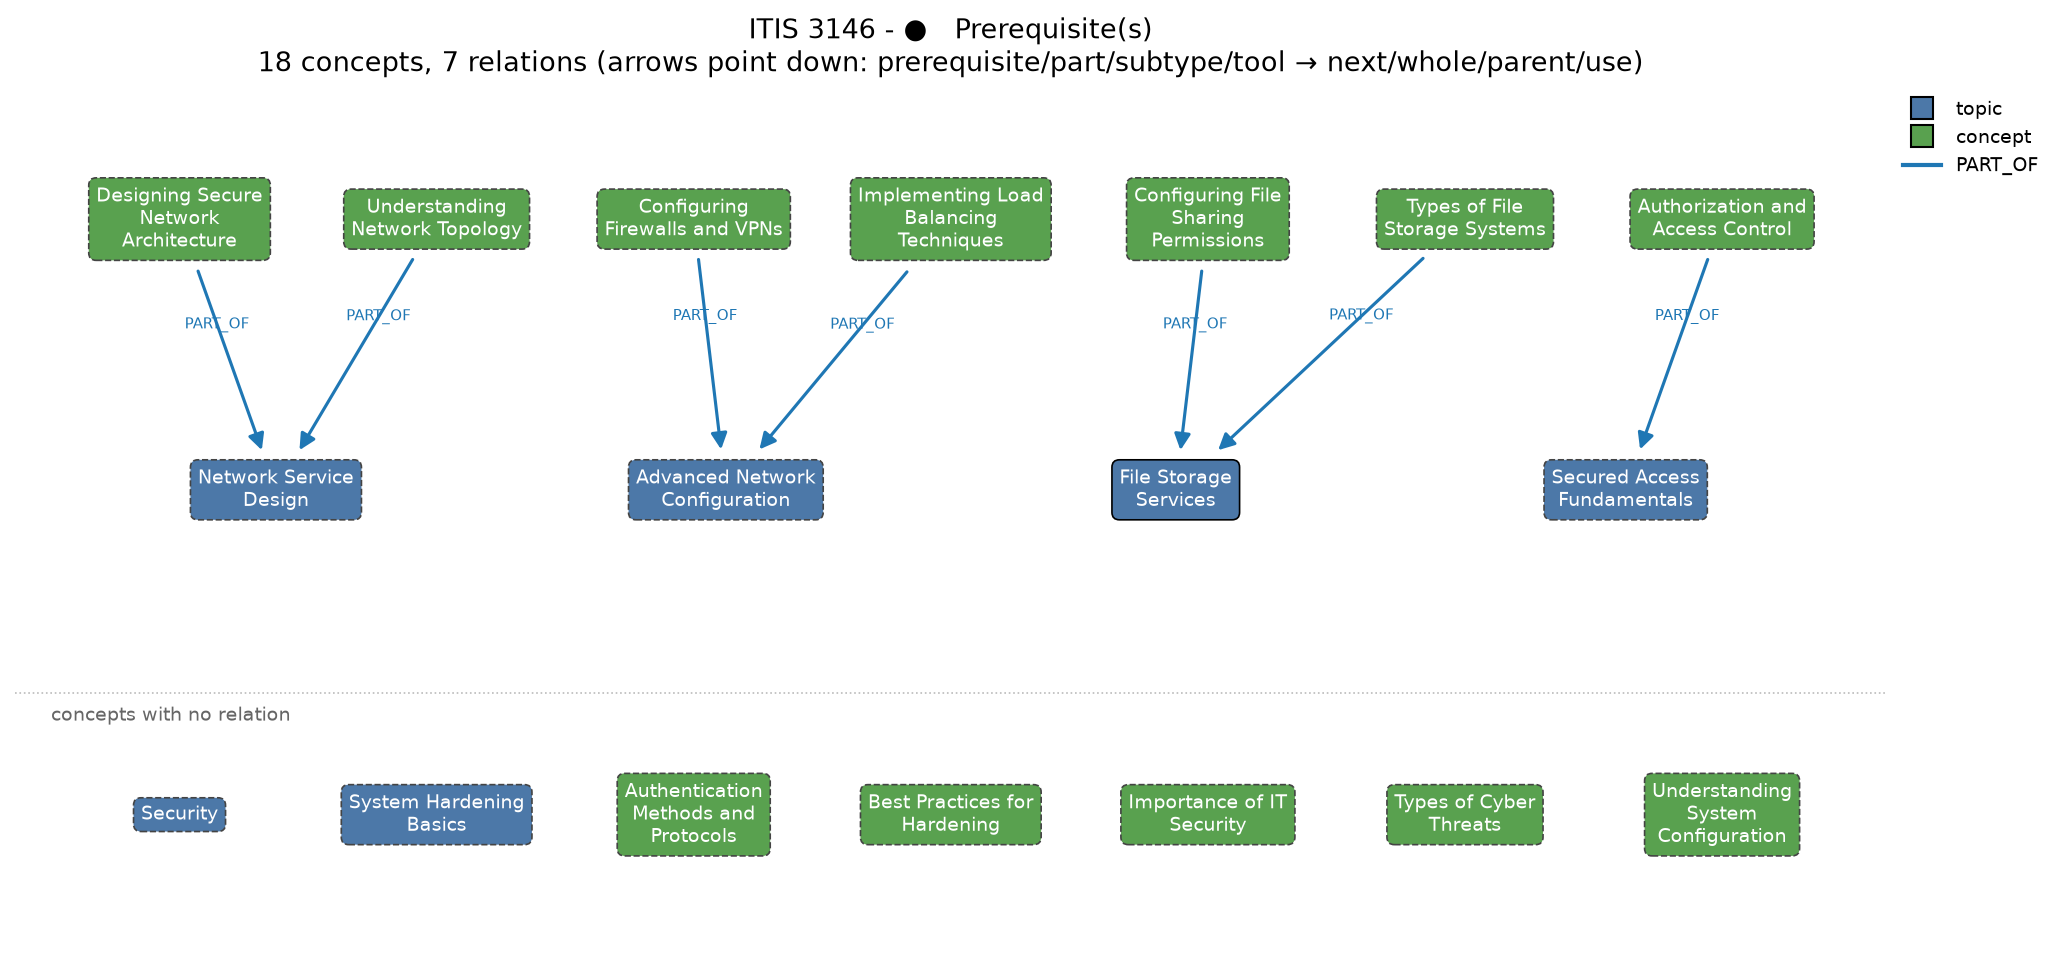 ITIS 3146 - ● Prerequisite(s)
18 concepts, 7 relations (arrows point down: prerequisite/part/subtype/tool → next/whole/parent/use)
topic
concept
PART_OF
Designing Secure
Network
Architecture
Understanding
Network Topology
Configuring
Firewalls and VPNs
Implementing Load
Balancing
Techniques
Configuring File
Sharing
Permissions
Types of File
Storage Systems
Authorization and
Access Control
PART_OF
PART_OF
PART_OF
PART_OF
PART_OF
PART_OF
PART_OF
Network Service
Design
Advanced Network
Configuration
File Storage
Services
Secured Access
Fundamentals
concepts with no relation
Security
System Hardening
Basics
Authentication
Methods and
Protocols
Best Practices for
Hardening
Importance of IT
Security
Types of Cyber
Threats
Understanding
System
Configuration